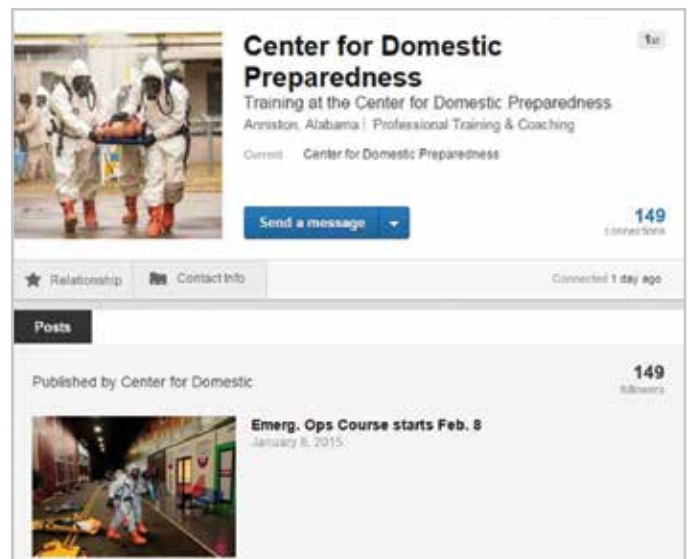 Center for Domestic
Preparedness
1st
Training at the Center for Domestic Preparedness
Anniston, Alabama | Professional Training & Coaching
Current Center for Domestic Preparedness
Send a message
149
connections
Relationship
Contact Info
Connected 1 day ago
Posts
Published by Center for Domestic
149
followers
Emerg. Ops Course starts Feb. 8
January 8, 2015